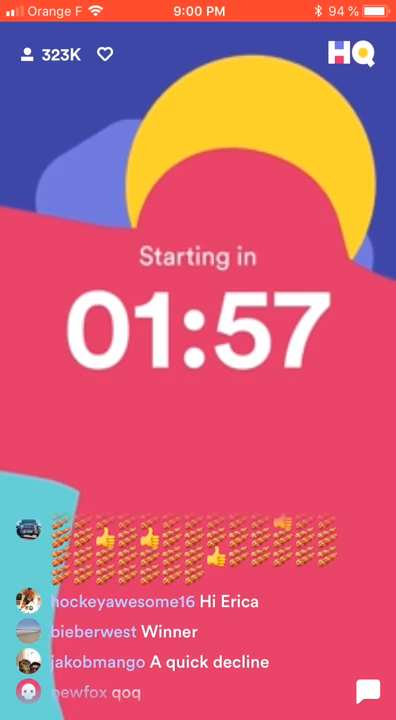 Orange F 9:00 PM 94 %
323K HQ
Starting in
01:57
hockeyawesome16 Hi Erica
bieberwest Winner
jakobmango A quick decline
pewfox qoq